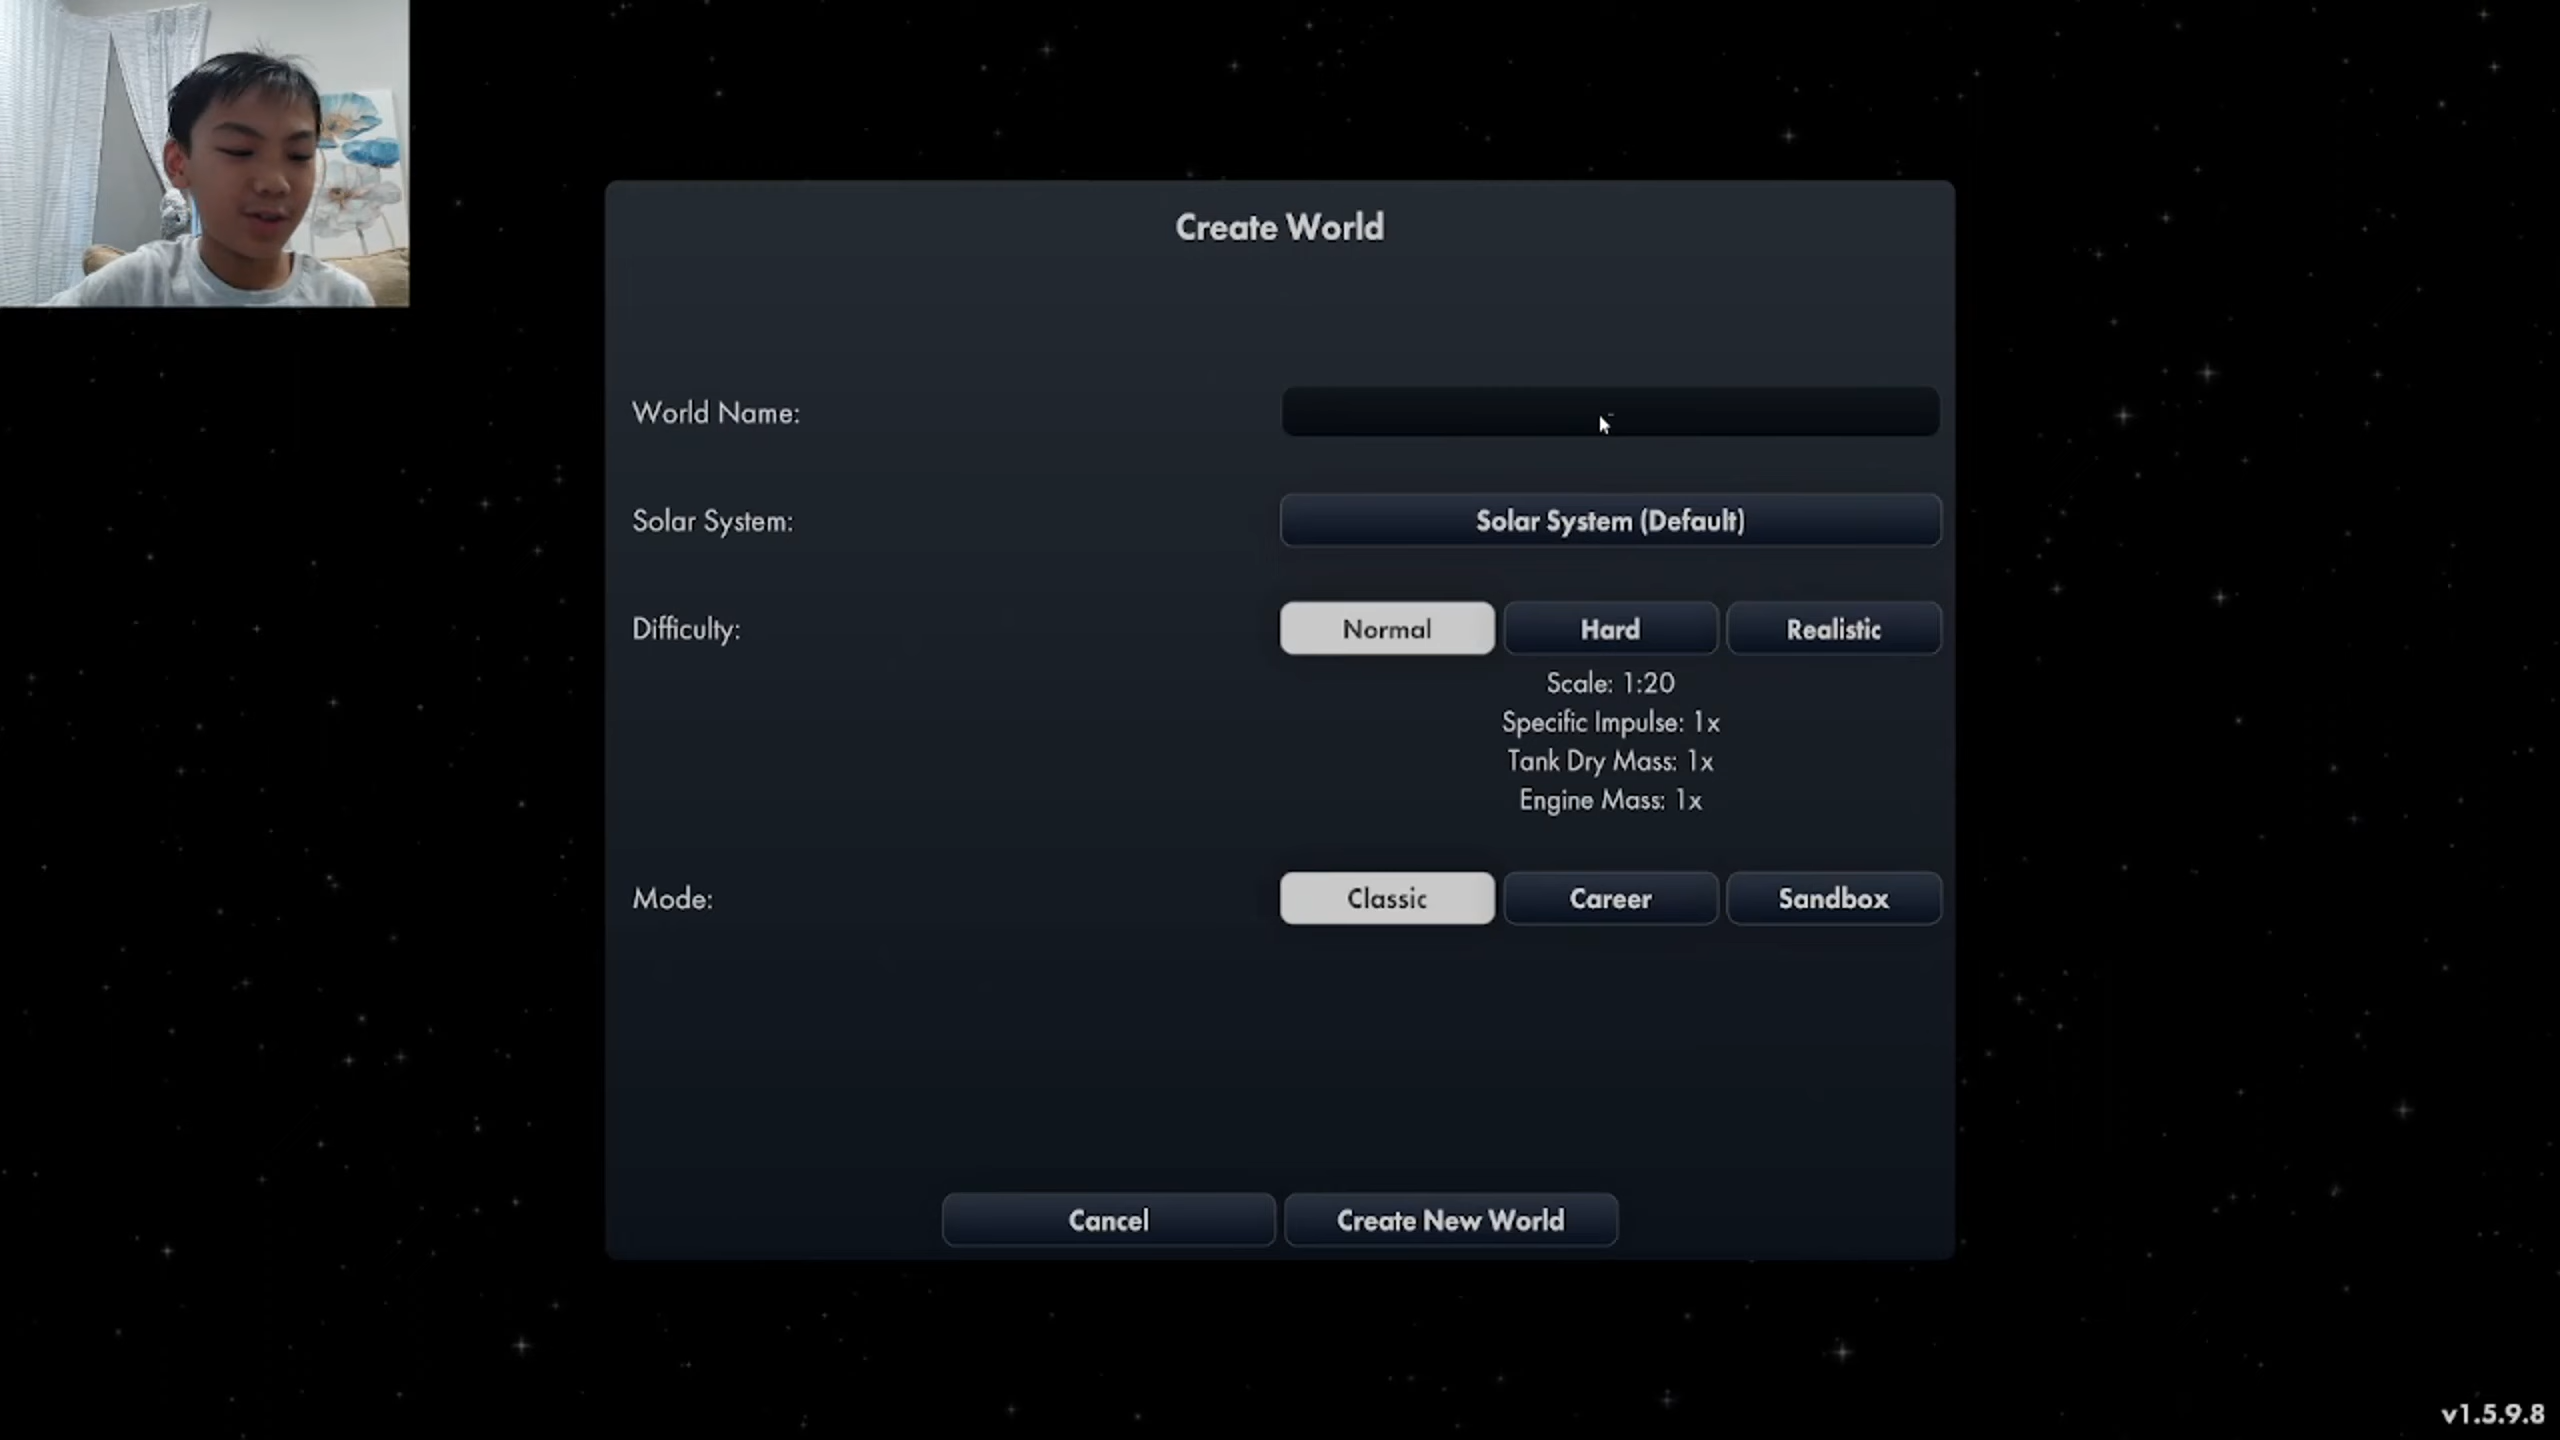 Create World
World Name:
Solar System:
Solar System (Default)
Difficulty:
Normal
Hard
Realistic
Scale: 1:20
Specific Impulse: 1x
Tank Dry Mass: 1x
Engine Mass: 1x
Mode:
Classic
Career
Sandbox
Cancel
Create New World
v1.5.9.8